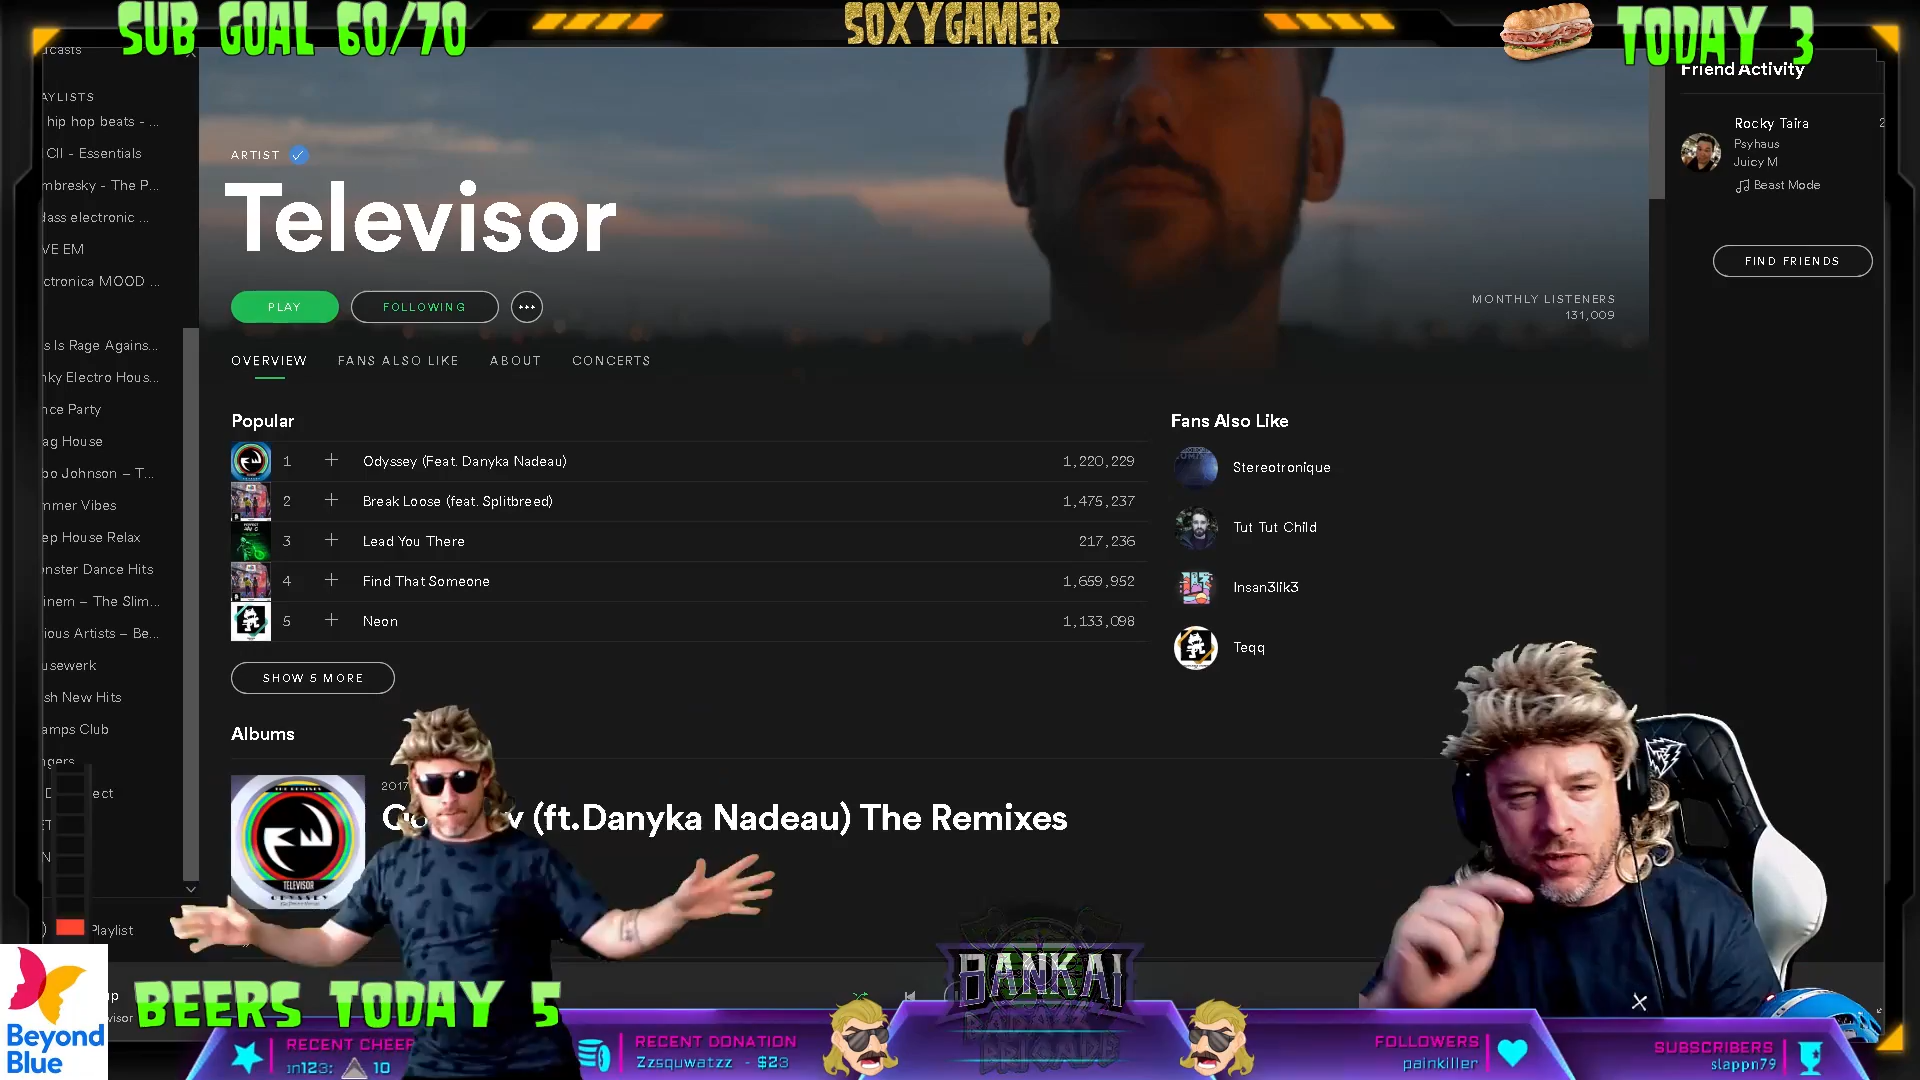 SUB GOAL 60/70
SOXYGAMER
TODAY 3
Friend Activity
hip hop beats - ...
CII - Essentials
mbresky - The P...
VE EM
ctronica MOOD ...
s Is Rage Agains...
nky Electro Hous...
nce Party
ag House
bo Johnson – T...
mmer Vibes
ep House Relax
onster Dance Hits
inem – The Slim...
ious Artists – Be...
usewerk
sh New Hits
amps Club
Playlist
ARTIST
Televisor
PLAY
FOLLOWING
MONTHLY LISTENERS
131,009
OVERVIEW FANS ALSO LIKE ABOUT CONCERTS
Popular
1 Odyssey (Feat. Danyka Nadeau) 1,220,229
2 Break Loose (feat. Splitbreed) 1,475,237
3 Lead You There 217,236
4 Find That Someone 1,659,952
5 Neon 1,133,098
SHOW 5 MORE
Fans Also Like
Stereotronique
Tut Tut Child
Insan3lik3
Teqq
Rocky Taira
Psyhaus
Juicy M
Beast Mode
FIND FRIENDS
Albums
2017
(ft.Danyka Nadeau) The Remixes
TELEVISOR
BEERS TODAY 5
Beyond
Blue
RECENT CHEER
10
RECENT DONATION
Zzsquwatzz - $23
BANKAI
BRIGADE
FOLLOWERS
painkiller
SUBSCRIBERS
slappn79